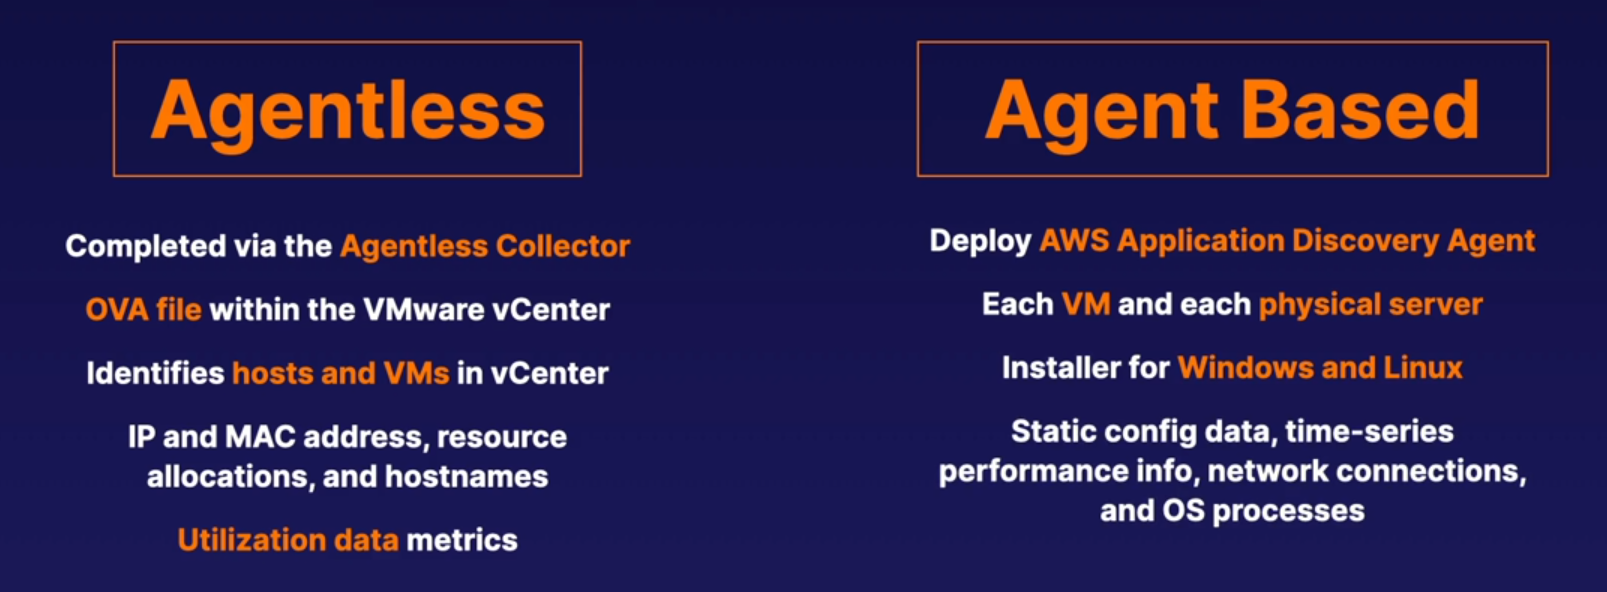 Agentless
Completed via the Agentless Collector
OVA file within the VMware vCenter
Identifies hosts and VMs in vCenter
IP and MAC address, resource
allocations, and hostnames
Utilization data metrics
Agent Based
Deploy AWS Application Discovery Agent
Each VM and each physical server
Installer for Windows and Linux
Static config data, time-series
performance info, network connections,
and OS processes